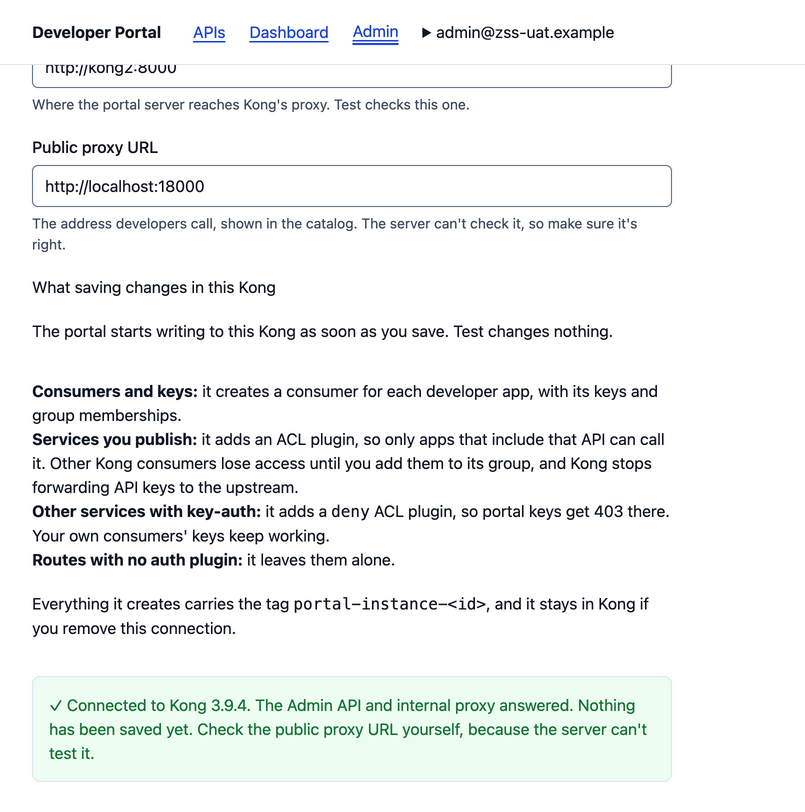 Developer Portal APIs Dashboard Admin ▶ admin@zss-uat.example
http://kong2:8000
Where the portal server reaches Kong's proxy. Test checks this one.
Public proxy URL
http://localhost:18000
The address developers call, shown in the catalog. The server can't check it, so make sure it's
right.
What saving changes in this Kong
The portal starts writing to this Kong as soon as you save. Test changes nothing.
Consumers and keys: it creates a consumer for each developer app, with its keys and
group memberships.
Services you publish: it adds an ACL plugin, so only apps that include that API can call
it. Other Kong consumers lose access until you add them to its group, and Kong stops
forwarding API keys to the upstream.
Other services with key-auth: it adds a deny ACL plugin, so portal keys get 403 there.
Your own consumers' keys keep working.
Routes with no auth plugin: it leaves them alone.
Everything it creates carries the tag portal-instance-<id>, and it stays in Kong if
you remove this connection.
✓ Connected to Kong 3.9.4. The Admin API and internal proxy answered. Nothing
has been saved yet. Check the public proxy URL yourself, because the server can't
test it.